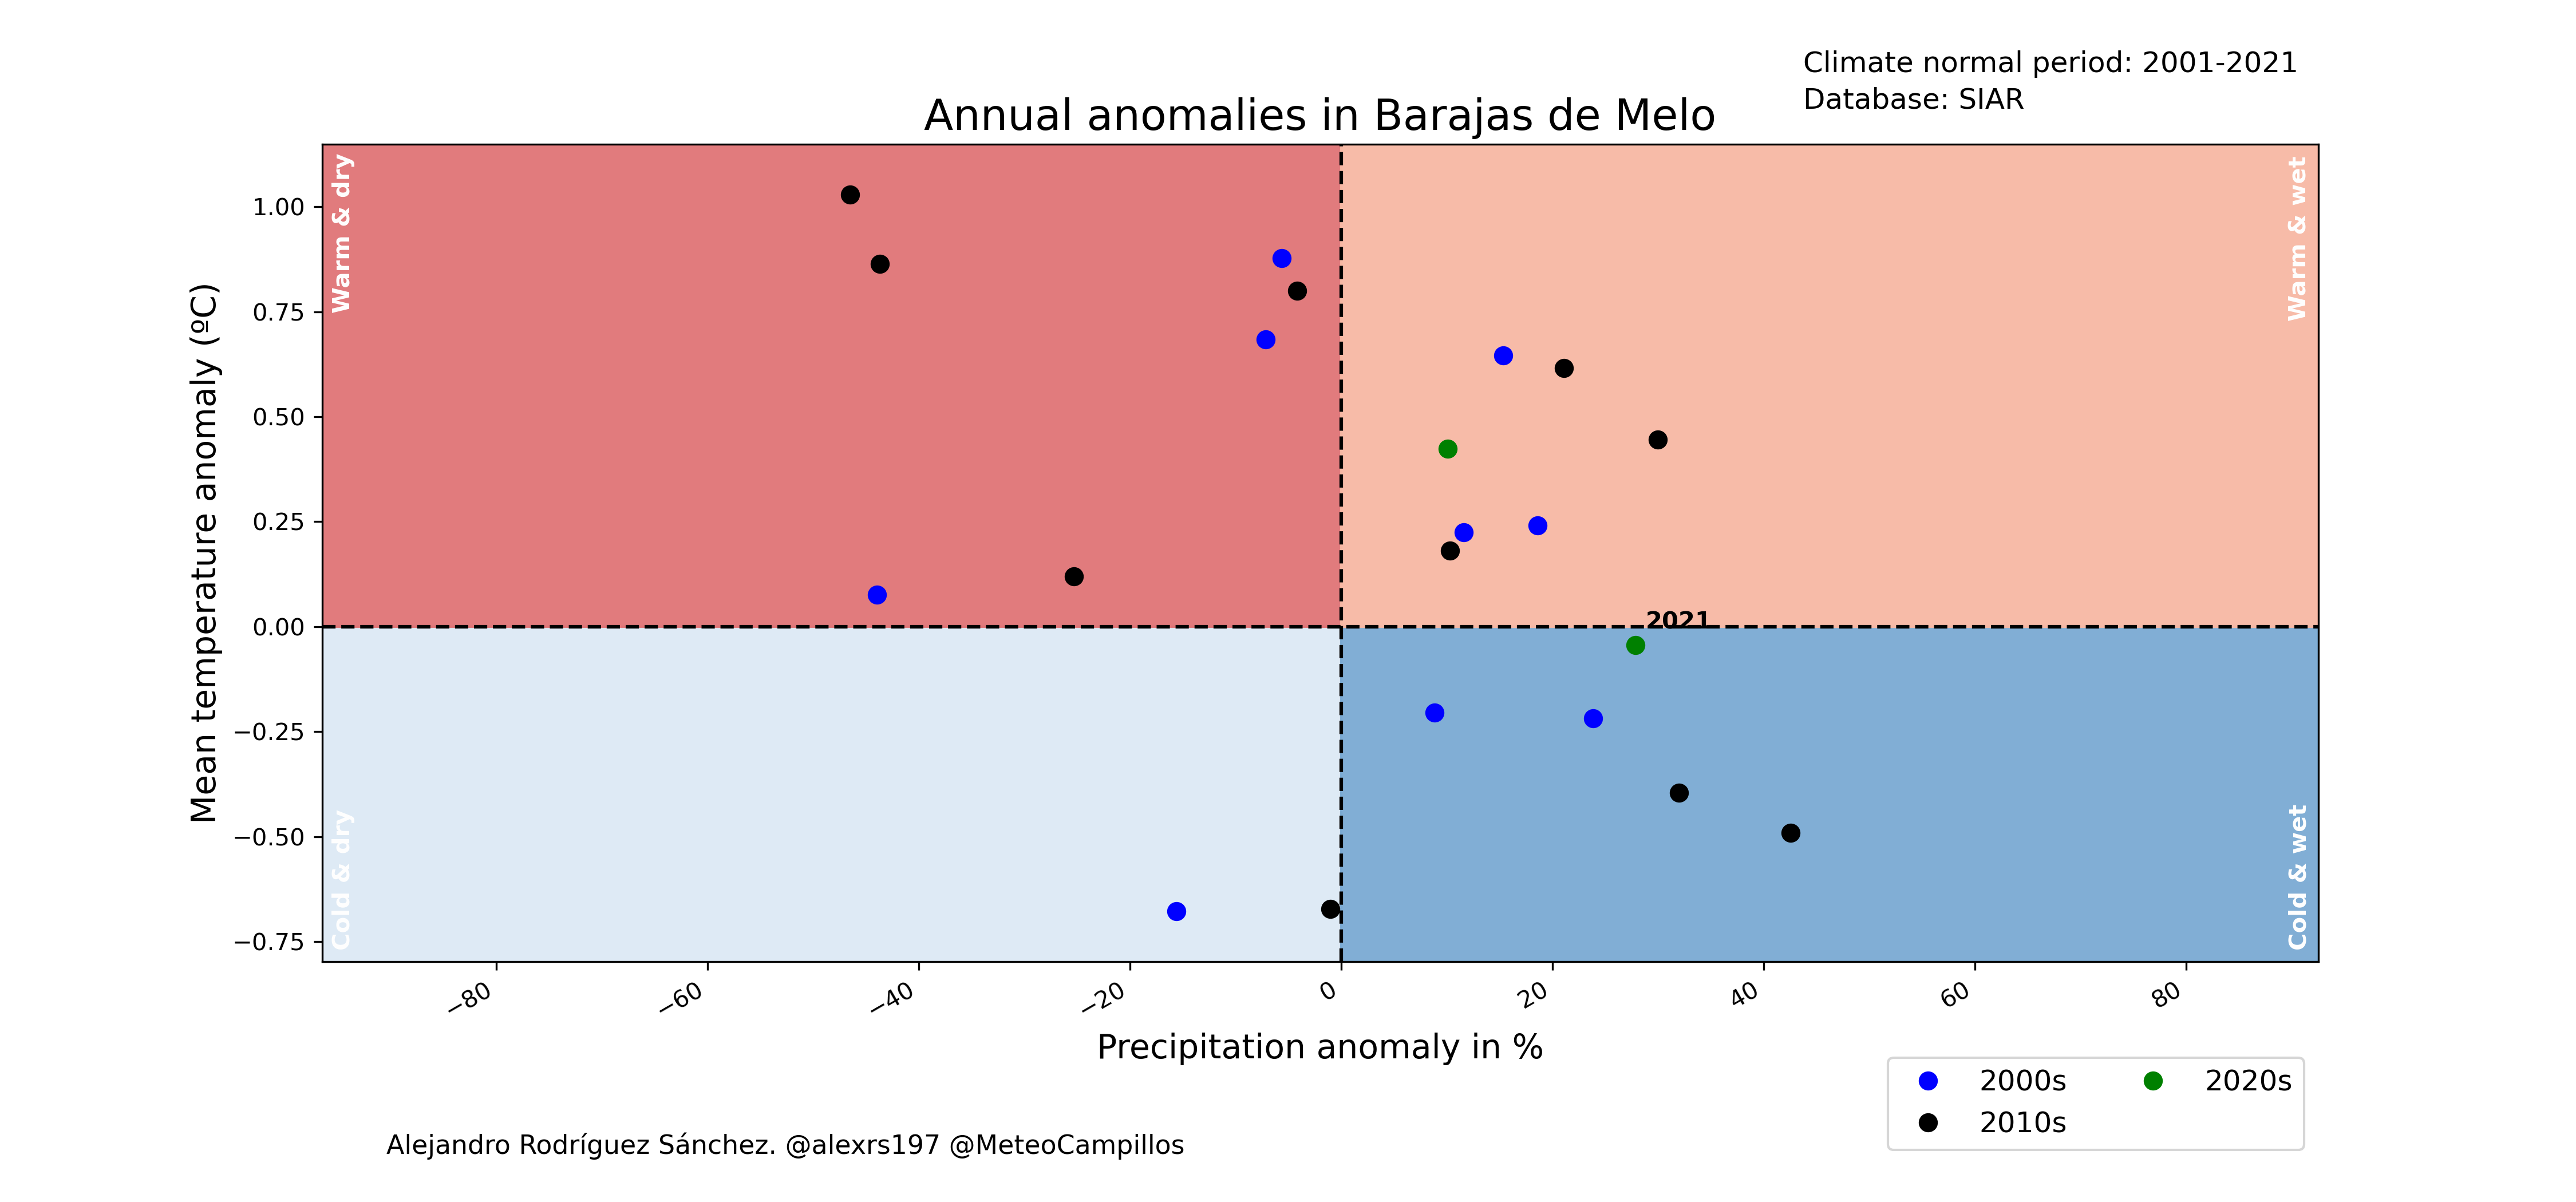 Climate normal period: 2001-2021
Database: SIAR
Annual anomalies in Barajas de Melo
Warm & dry
Warm & wet
Mean temperature anomaly (ºC)
1.00
0.75
0.50
0.25
0.00
−0.25
−0.50
−0.75
2021
Cold & dry
Cold & wet
−80
−60
−40
−20
0
20
40
60
80
Precipitation anomaly in %
2000s
2010s
2020s
Alejandro Rodríguez Sánchez. @alexrs197 @MeteoCampillos